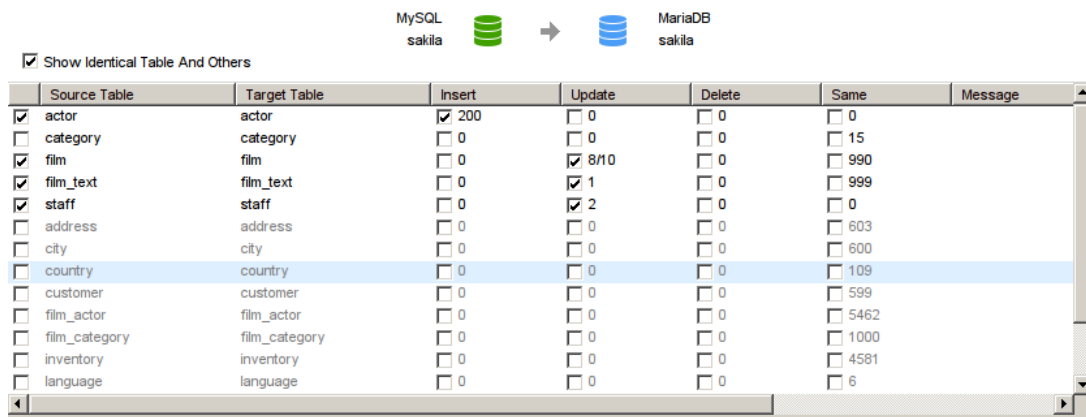 MySQL MariaDB
sakila sakila
Show Identical Table And Others
Source Table Target Table Insert Update Delete Same Message
actor actor 200 0 0 0
category category 0 0 0 15
film film 0 8/10 0 990
film_text film_text 0 1 0 999
staff staff 0 2 0 0
address address 0 0 0 603
city city 0 0 0 600
country country 0 0 0 109
customer customer 0 0 0 599
film_actor film_actor 0 0 0 5462
film_category film_category 0 0 0 1000
inventory inventory 0 0 0 4581
language language 0 0 0 6